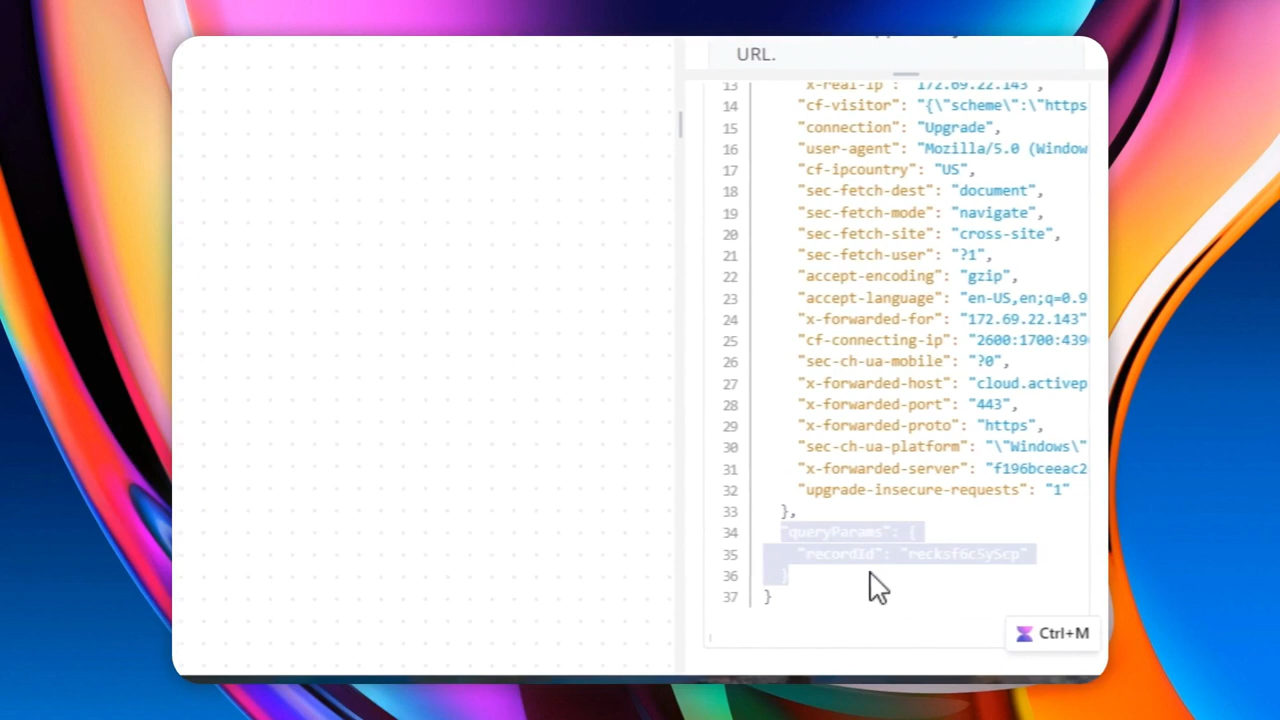 URL.
13 "x-real-ip": "172.69.22.143",
14 "cf-visitor": "{\"scheme\":\"https
15 "connection": "Upgrade",
16 "user-agent": "Mozilla/5.0 (Window
17 "cf-ipcountry": "US",
18 "sec-fetch-dest": "document",
19 "sec-fetch-mode": "navigate",
20 "sec-fetch-site": "cross-site",
21 "sec-fetch-user": "?1",
22 "accept-encoding": "gzip",
23 "accept-language": "en-US,en;q=0.9
24 "x-forwarded-for": "172.69.22.143"
25 "cf-connecting-ip": "2600:1700:439
26 "sec-ch-ua-mobile": "?0",
27 "x-forwarded-host": "cloud.activep
28 "x-forwarded-port": "443",
29 "x-forwarded-proto": "https",
30 "sec-ch-ua-platform": "\"Windows\"
31 "x-forwarded-server": "f196bceeac2
32 "upgrade-insecure-requests": "1"
33 },
34 "queryParams": {
35 "recordId": "recksf6c5yScp"
36 }
37 }
Ctrl+M